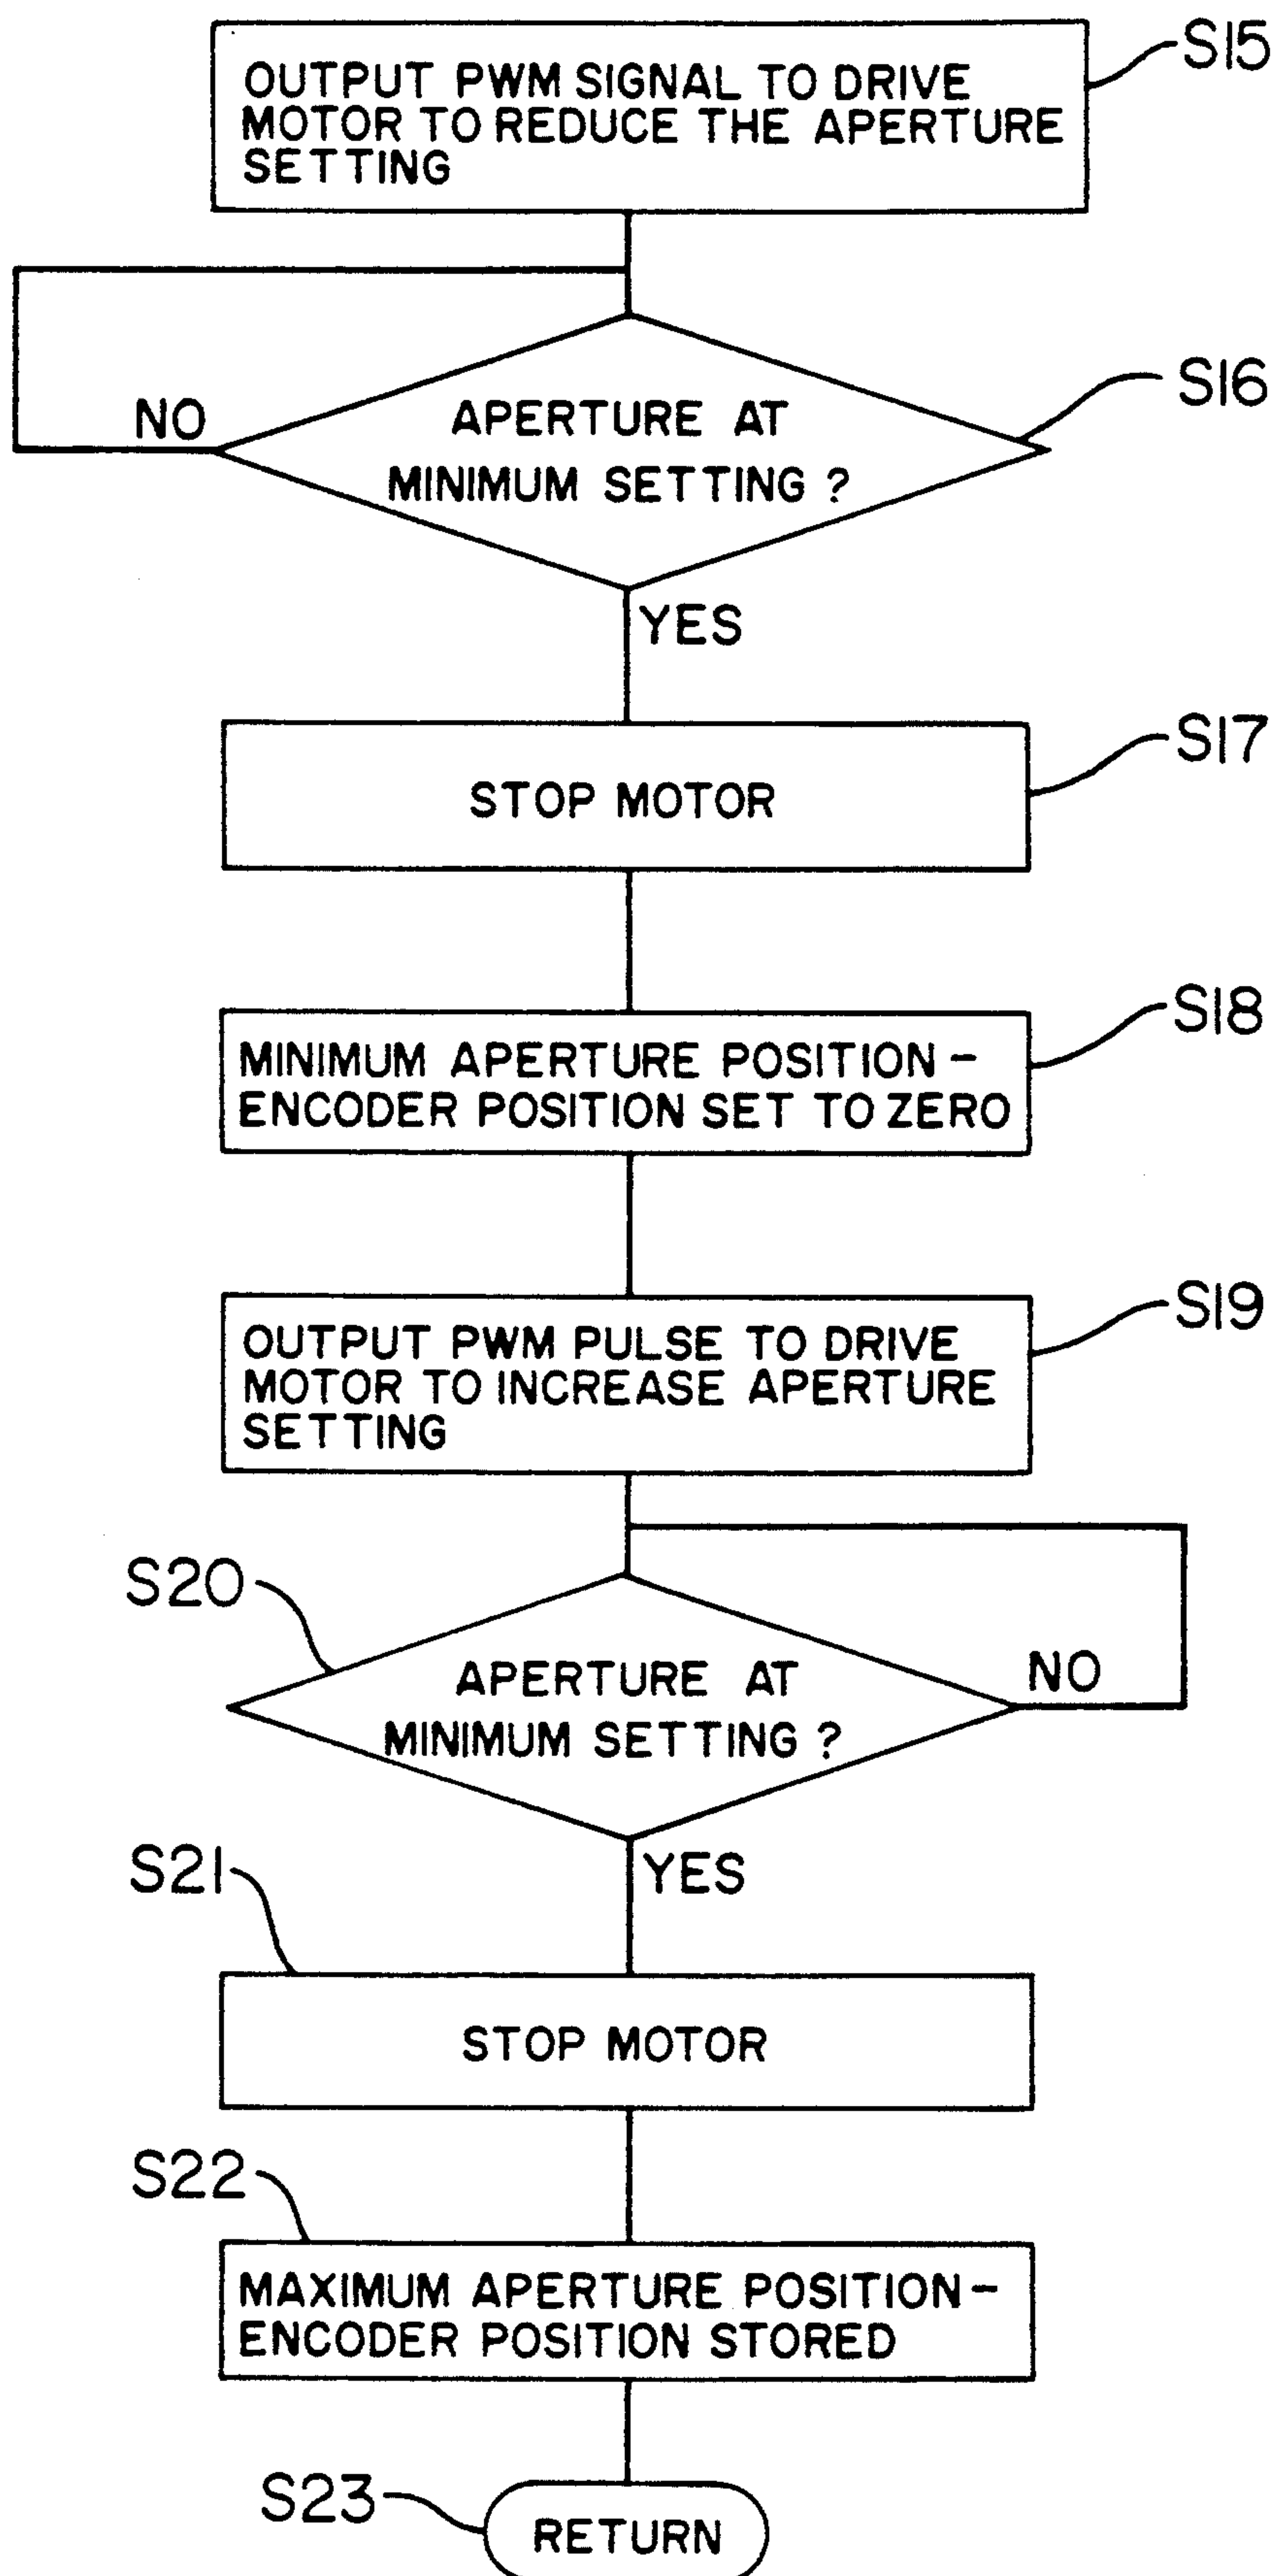 S15
OUTPUT PWM SIGNAL TO DRIVE
MOTOR TO REDUCE THE APERTURE
SETTING
S16
NO
APERTURE AT
MINIMUM SETTING ?
YES
S17
STOP MOTOR
S18
MINIMUM APERTURE POSITION -
ENCODER POSITION SET TO ZERO
S19
OUTPUT PWM PULSE TO DRIVE
MOTOR TO INCREASE APERTURE
SETTING
S20
APERTURE AT
MINIMUM SETTING ?
NO
YES
S21
STOP MOTOR
S22
MAXIMUM APERTURE POSITION -
ENCODER POSITION STORED
S23
RETURN